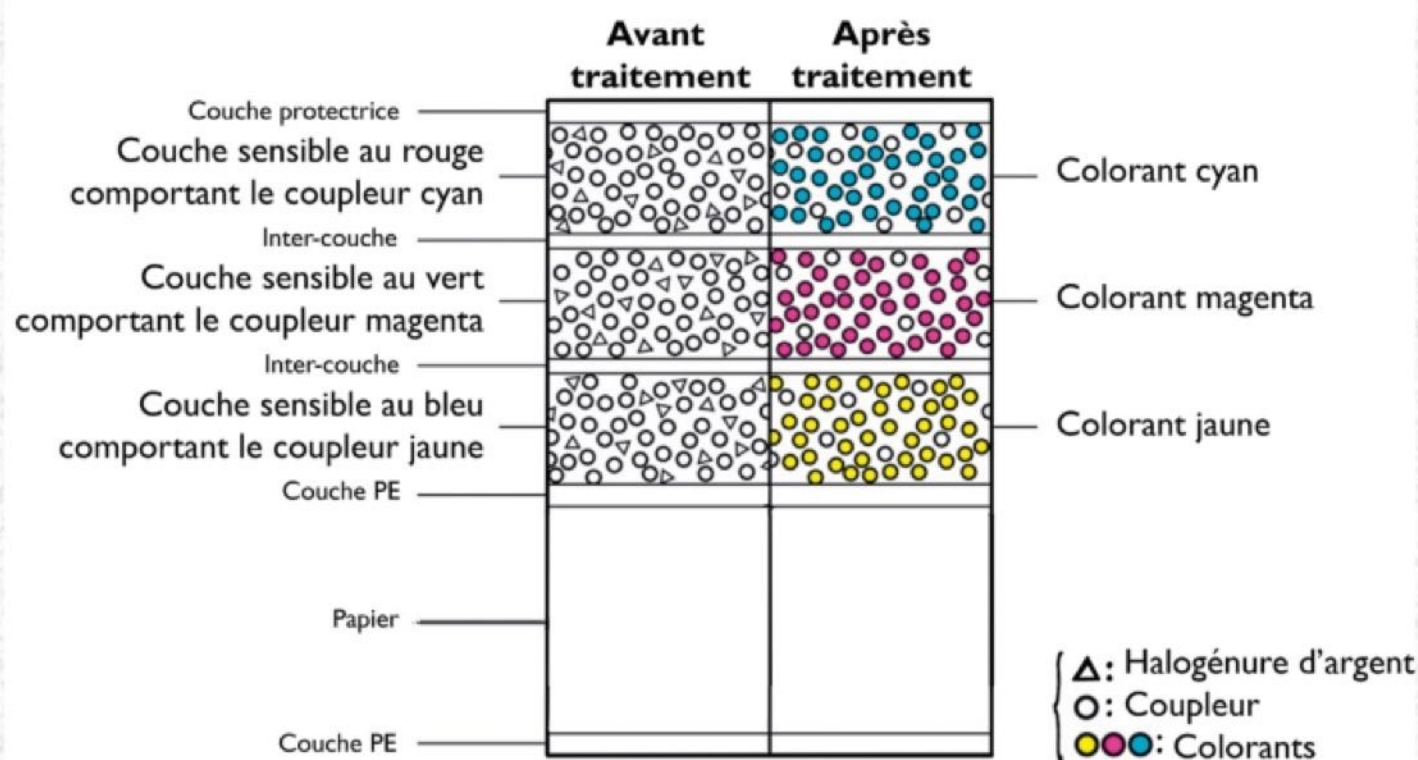 Avant
traitement
Après
traitement
Couche protectrice
Couche sensible au rouge
comportant le coupleur cyan
Colorant cyan
Inter-couche
Couche sensible au vert
comportant le coupleur magenta
Colorant magenta
Inter-couche
Couche sensible au bleu
comportant le coupleur jaune
Colorant jaune
Couche PE
Papier
Couche PE
: Halogénure d'argent
: Coupleur
: Colorants